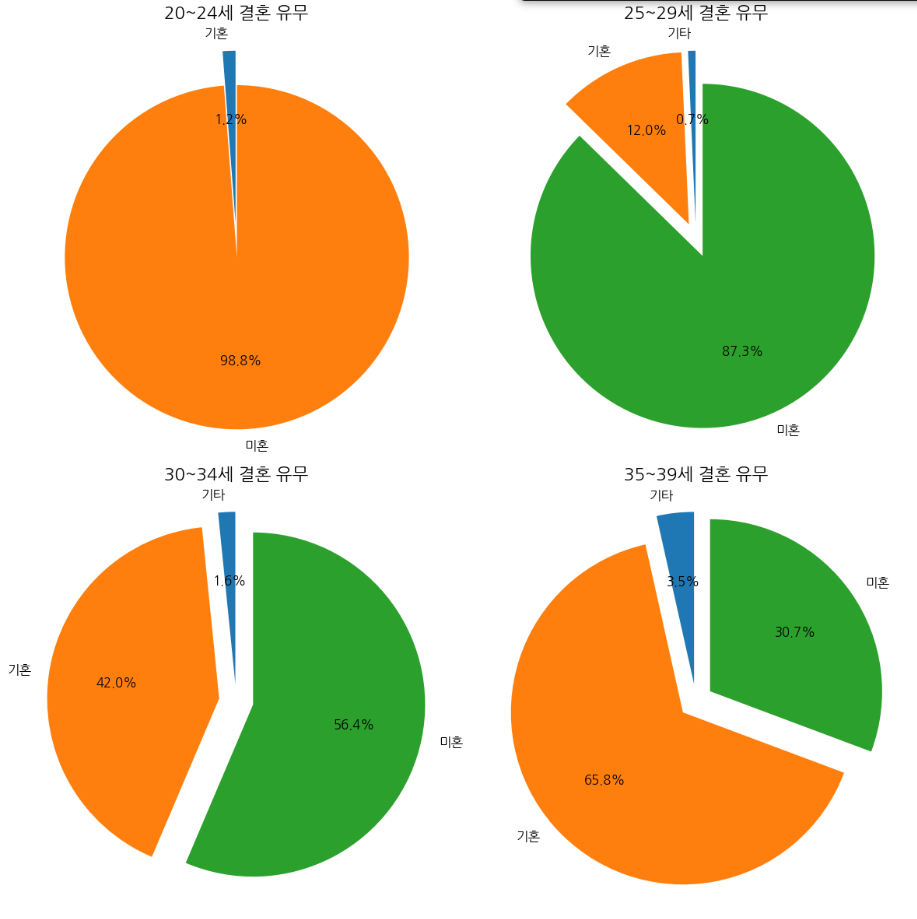 20~24세 결혼 유무
기혼
1.2%
98.8%
미혼
25~29세 결혼 유무
기타
기혼
0.7%
12.0%
87.3%
미혼
30~34세 결혼 유무
기타
1.6%
기혼
42.0%
56.4%
미혼
35~39세 결혼 유무
기타
3.5%
미혼
30.7%
65.8%
기혼